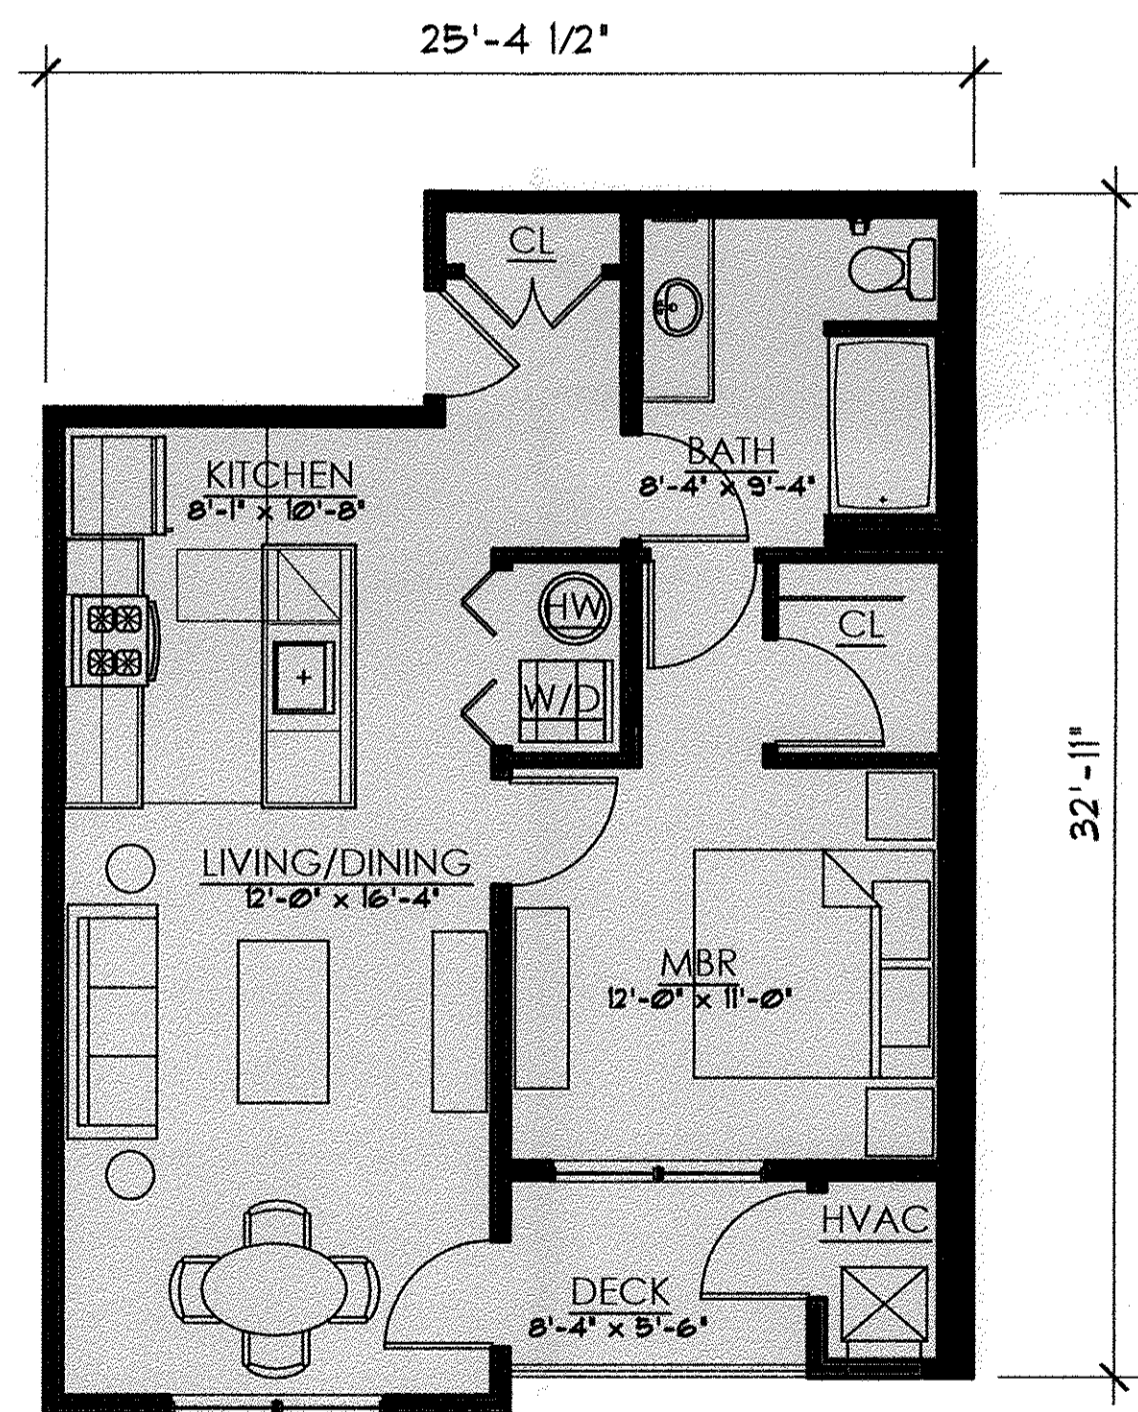 25'-4 1/2"
CL
KITCHEN
8'-1" x 10'-8"
BATH
8'-4" x 9'-4"
HW
CL
W/D
32'-11"
LIVING/DINING
12'-0" x 16'-4"
MBR
12'-0" x 11'-0"
HVAC
DECK
8'-4" x 5'-6"